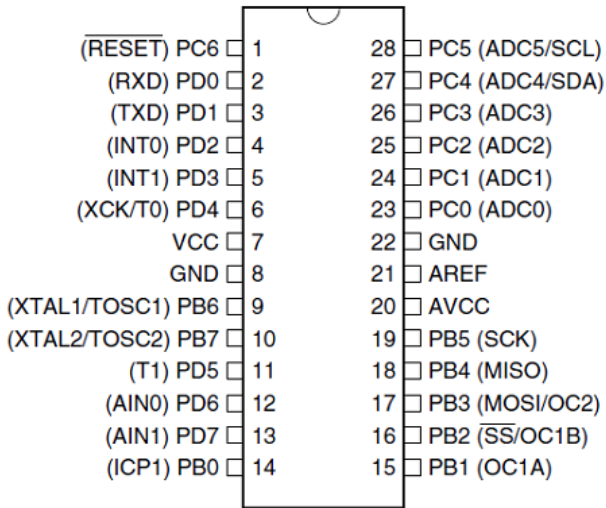 (RESET) PC6 1 28 PC5 (ADC5/SCL)
(RXD) PD0 2 27 PC4 (ADC4/SDA)
(TXD) PD1 3 26 PC3 (ADC3)
(INT0) PD2 4 25 PC2 (ADC2)
(INT1) PD3 5 24 PC1 (ADC1)
(XCK/T0) PD4 6 23 PC0 (ADC0)
VCC 7 22 GND
GND 8 21 AREF
(XTAL1/TOSC1) PB6 9 20 AVCC
(XTAL2/TOSC2) PB7 10 19 PB5 (SCK)
(T1) PD5 11 18 PB4 (MISO)
(AIN0) PD6 12 17 PB3 (MOSI/OC2)
(AIN1) PD7 13 16 PB2 (SS/OC1B)
(ICP1) PB0 14 15 PB1 (OC1A)